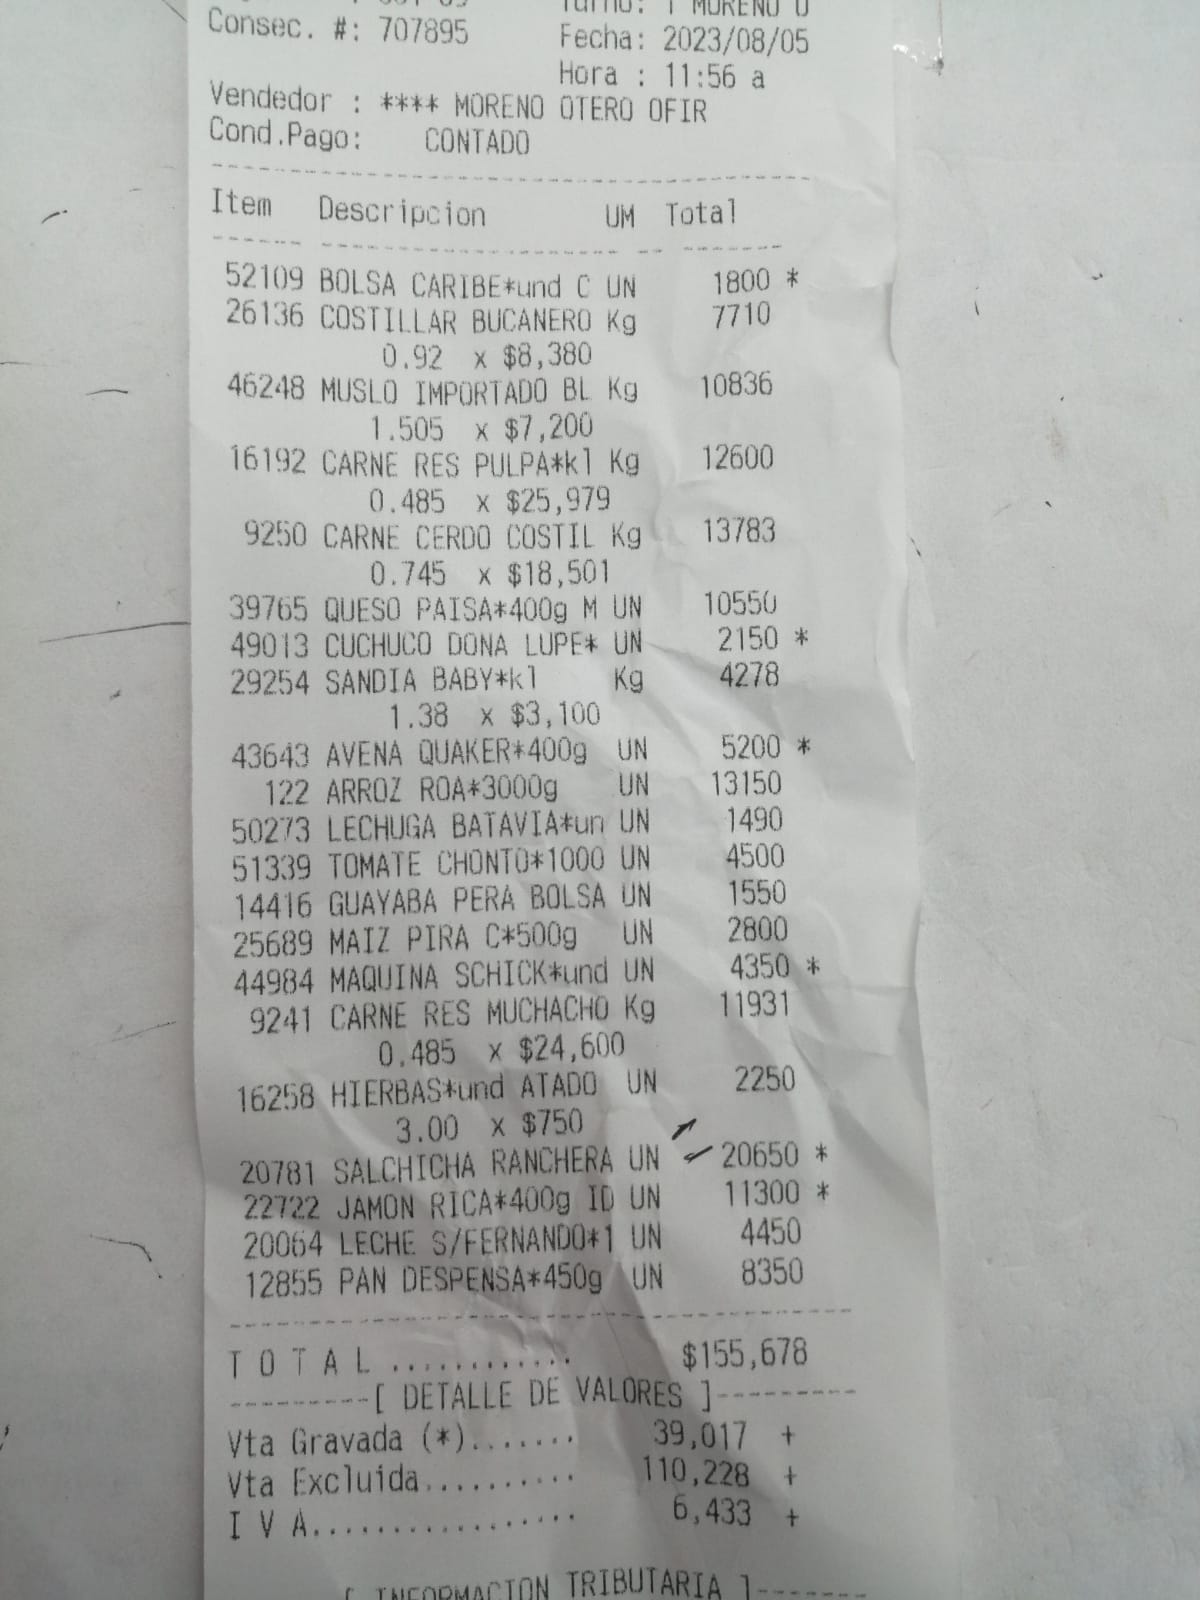 Consec. #: 707895
Turno: 1 MORENO O
Fecha: 2023/08/05
Hora : 11:56 a
Vendedor : **** MORENO OTERO OFIR
Cond.Pago: CONTADO
Item Descripcion UM Total
52109 BOLSA CARIBE*und C UN 1800 *
26136 COSTILLAR BUCANERO Kg 7710
0.92 x $8,380
46248 MUSLO IMPORTADO BL Kg 10836
1.505 x $7,200
16192 CARNE RES PULPA*kl Kg 12600
0.485 x $25,979
9250 CARNE CERDO COSTIL Kg 13783
0.745 x $18,501
39765 QUESO PAISA*400g M UN 10550
49013 CUCHUCO DONA LUPE* UN 2150 *
29254 SANDIA BABY*kl Kg 4278
1.38 x $3,100
43643 AVENA QUAKER*400g UN 5200 *
122 ARROZ ROA*3000g UN 13150
50273 LECHUGA BATAVIA*un UN 1490
51339 TOMATE CHONTO*1000 UN 4500
14416 GUAYABA PERA BOLSA UN 1550
25689 MAIZ PIRA C*500g UN 2800
44984 MAQUINA SCHICK*und UN 4350 *
9241 CARNE RES MUCHACHO Kg 11931
0.485 x $24,600
16258 HIERBAS*und ATADO UN 2250
3.00 x $750
20781 SALCHICHA RANCHERA UN 20650 *
22722 JAMON RICA*400g ID UN 11300 *
20064 LECHE S/FERNANDO*1 UN 4450
12855 PAN DESPENSA*450g UN 8350
T O T A L ............ $155,678
---------[ DETALLE DE VALORES ]---------
Vta Gravada (*)....... 39,017 +
Vta Excluida.......... 110,228 +
I V A................. 6,433 +
[ INFORMACION TRIBUTARIA ]-------